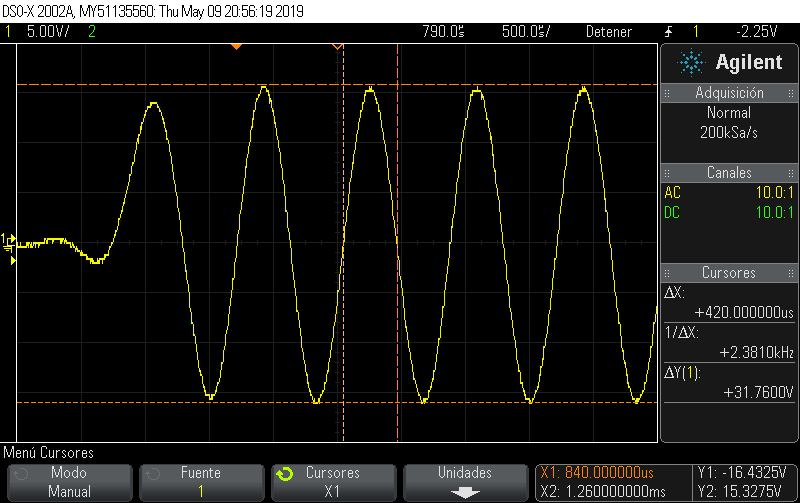 DSO-X 2002A, MY51135560: Thu May 09 20:56:19 2019
1 5.00V/ 2 790.0s 500.0s/ Detener 1 -2.25V
Agilent
Adquisición
Normal
200kSa/s
Canales
AC 10.0:1
DC 10.0:1
Cursores
ΔX:
+420.000000us
1/ΔX:
+2.3810kHz
ΔY(1):
+31.7600V
1
Menú Cursores
Modo
Manual
Fuente
1
Cursores
X1
Unidades
X1: 840.000000us
X2: 1.260000000ms
Y1: -16.4325V
Y2: 15.3275V